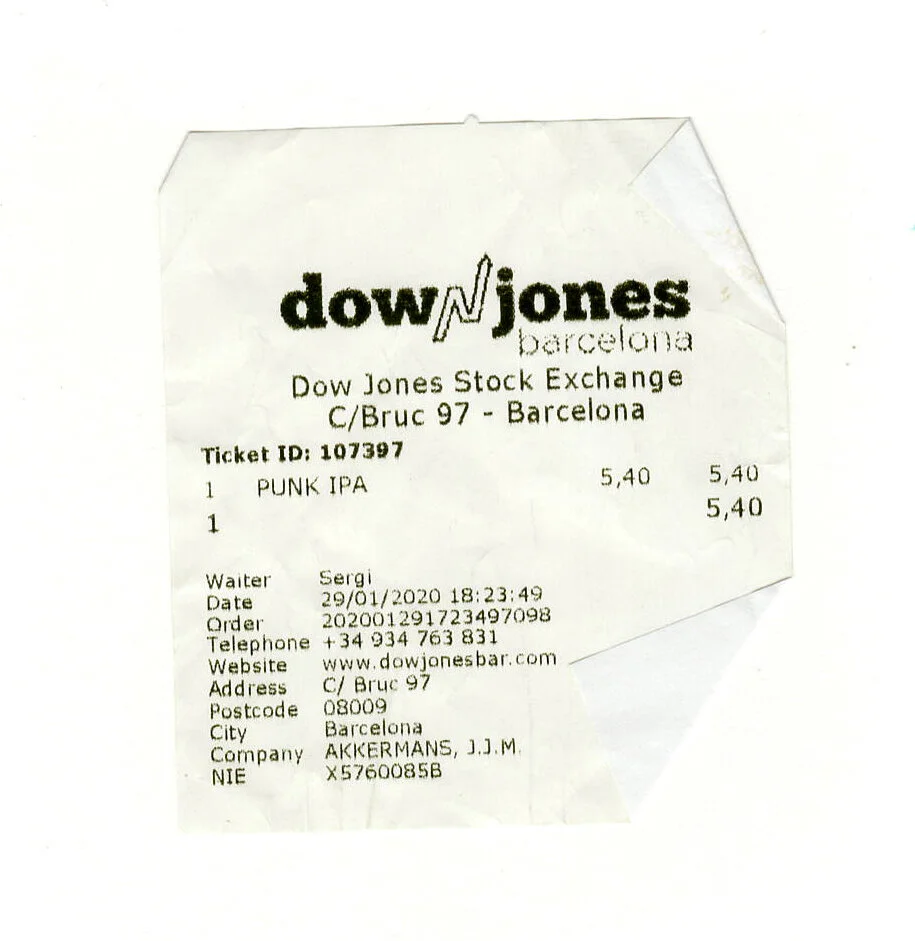 dow jones
barcelona
Dow Jones Stock Exchange
C/Bruc 97 - Barcelona
Ticket ID: 107397
1 PUNK IPA 5,40 5,40
1 5,40
Waiter Sergi
Date 29/01/2020 18:23:49
Order 202001291723497098
Telephone +34 934 763 831
Website www.dowjonesbar.com
Address C/ Bruc 97
Postcode 08009
City Barcelona
Company AKKERMANS, J.J.M.
NIE X5760085B